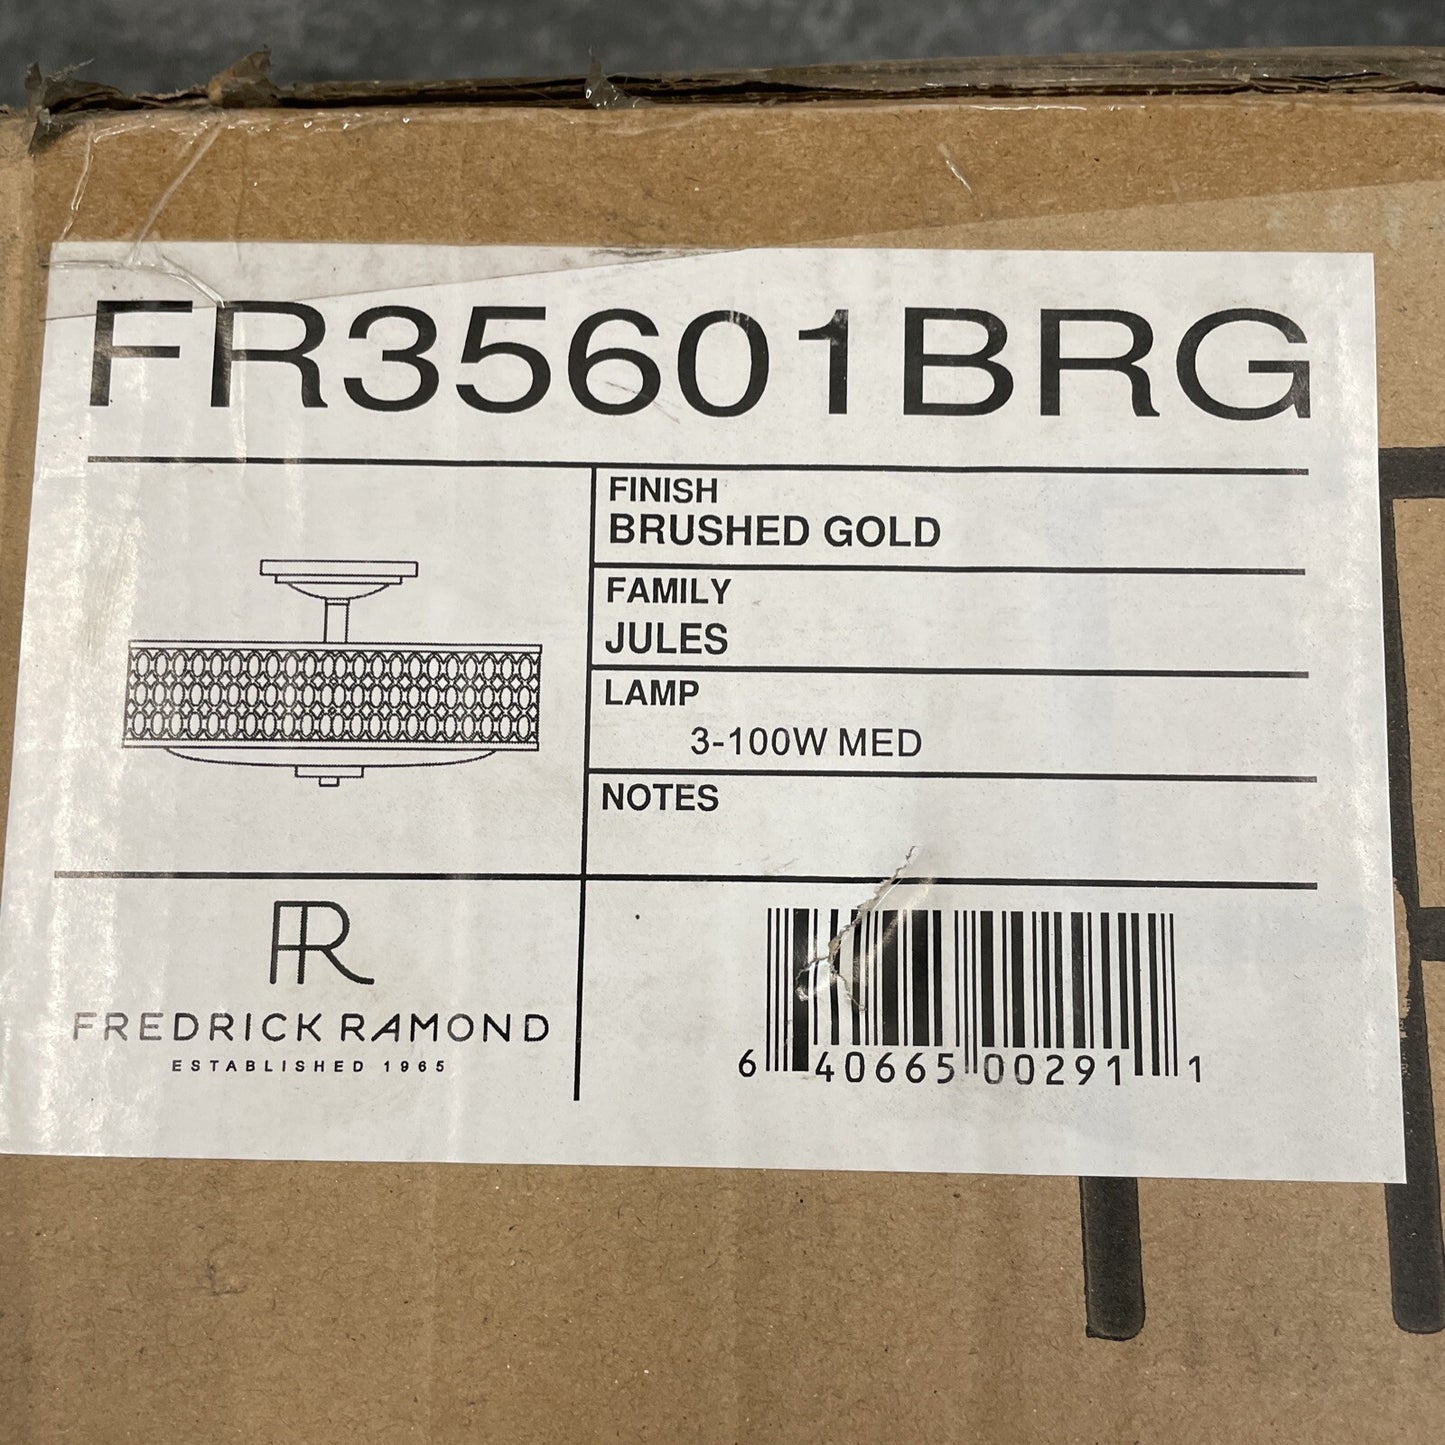 FR35601BRG
FINISH
BRUSHED GOLD
FAMILY
JULES
LAMP
3-100W MED
NOTES
FR
FREDRICK RAMOND
ESTABLISHED 1965
6 40665 00291 1